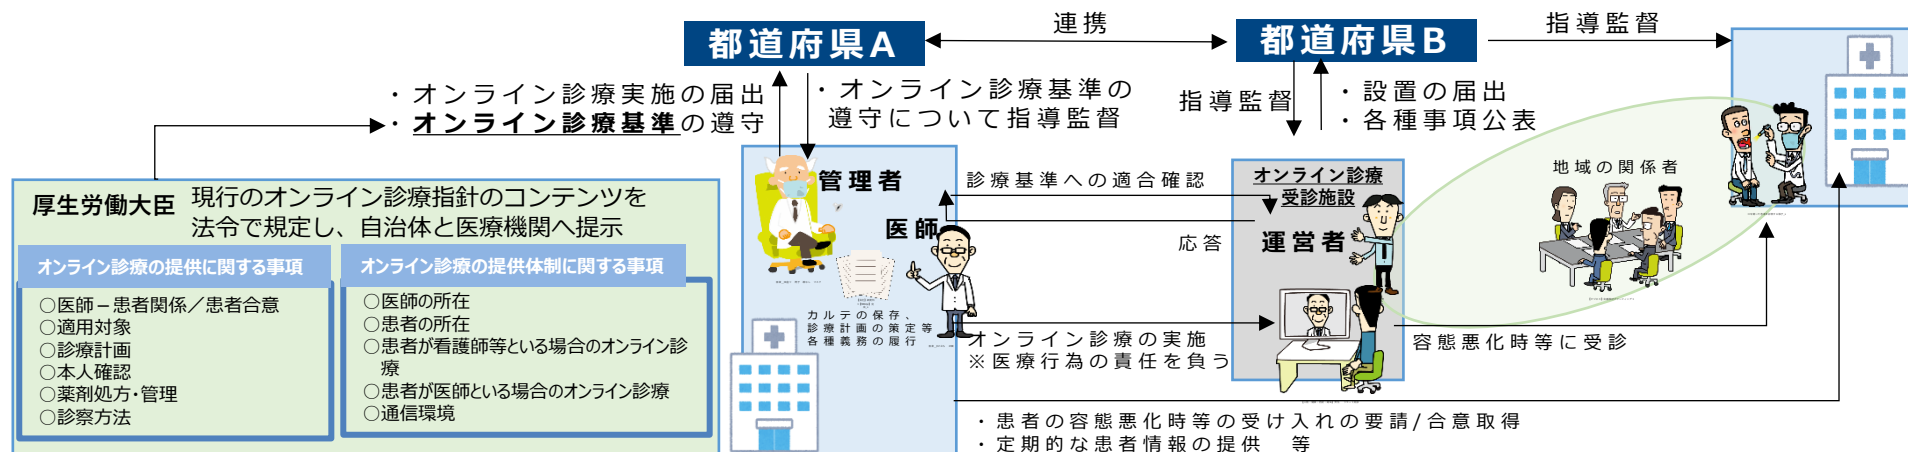 都道府県A
連携
都道府県B
指導監督
・オンライン診療実施の届出
・オンライン診療基準の遵守
・オンライン診療基準の
遵守について指導監督
指導監督
・設置の届出
・各種事項公表
厚生労働大臣
現行のオンライン診療指針のコンテンツを
法令で規定し、自治体と医療機関へ提示
オンライン診療の提供に関する事項
○医師－患者関係／患者合意
○適用対象
○診療計画
○本人確認
○薬剤処方・管理
○診察方法
オンライン診療の提供体制に関する事項
○医師の所在
○患者の所在
○患者が看護師等といる場合のオンライン診
療
○患者が医師といる場合のオンライン診療
○通信環境
管理者
医師
カルテの保存、
診療計画の策定等
各種義務の履行
診療基準への適合確認
応答
オンライン診療の実施
※医療行為の責任を負う
オンライン診療
受診施設
運営者
地域の関係者
容態悪化時等に受診
・患者の容態悪化時等の受け入れの要請/合意取得
・定期的な患者情報の提供　等